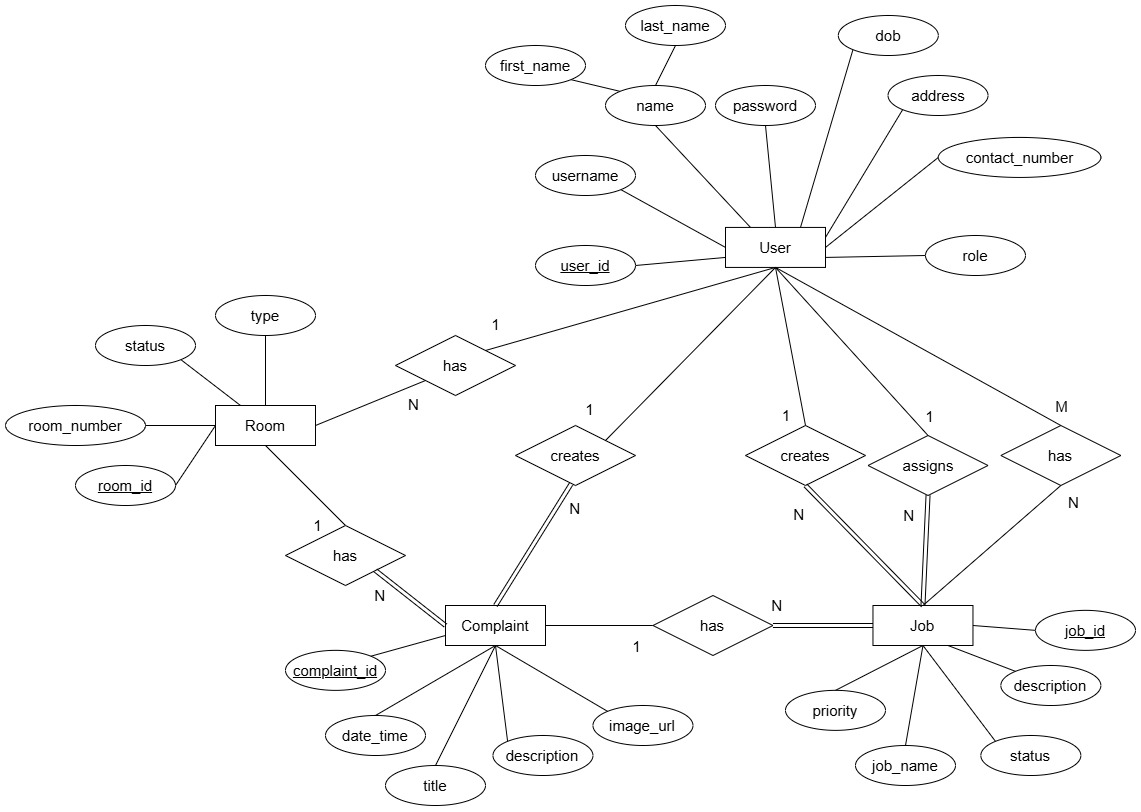 last_name
dob
first_name
name
password
address
contact_number
username
User
role
user_id
type
status
1
has
N
room_number
Room
room_id
1
creates
N
1
creates
N
1
assigns
N
M
has
N
1
has
N
Complaint
1
has
N
Job
job_id
complaint_id
date_time
title
description
image_url
priority
job_name
status
description